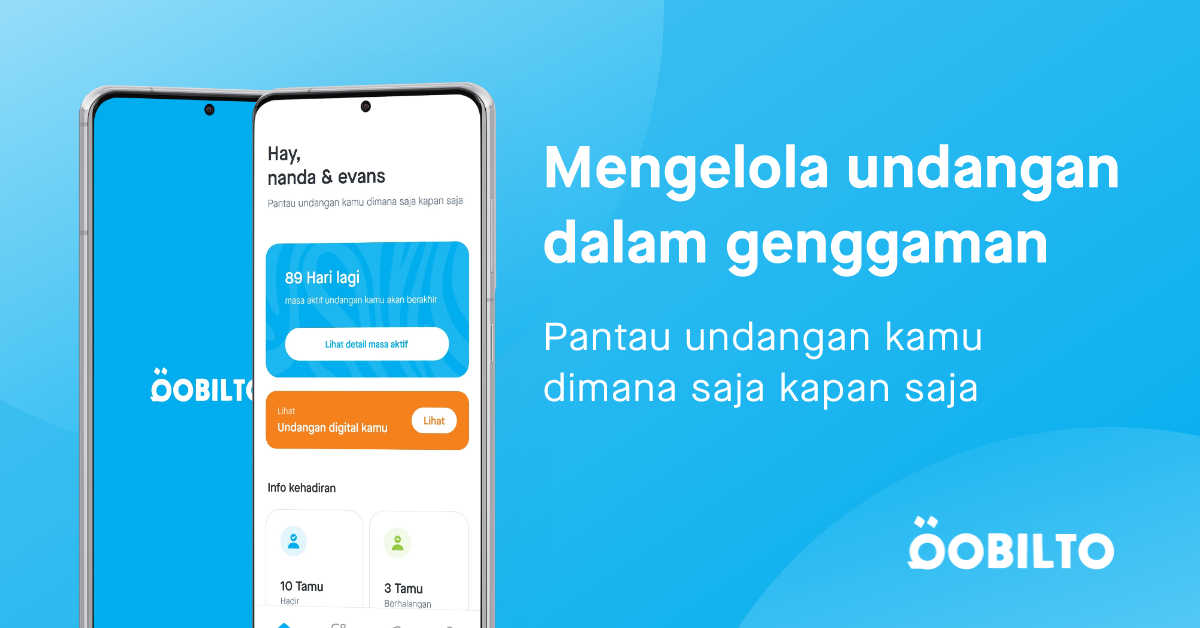 Hay,
nanda & evans
Pantau undangan kamu dimana saja kapan saja
89 Hari lagi
masa aktif undangan kamu akan berakhir
Lihat detail masa aktif
Lihat
Undangan digital kamu
Lihat
Info kehadiran
10 Tamu
Hadir
3 Tamu
Berhalangan
OOBILTO
Mengelola undangan
dalam genggaman
Pantau undangan kamu
dimana saja kapan saja
OOBILTO